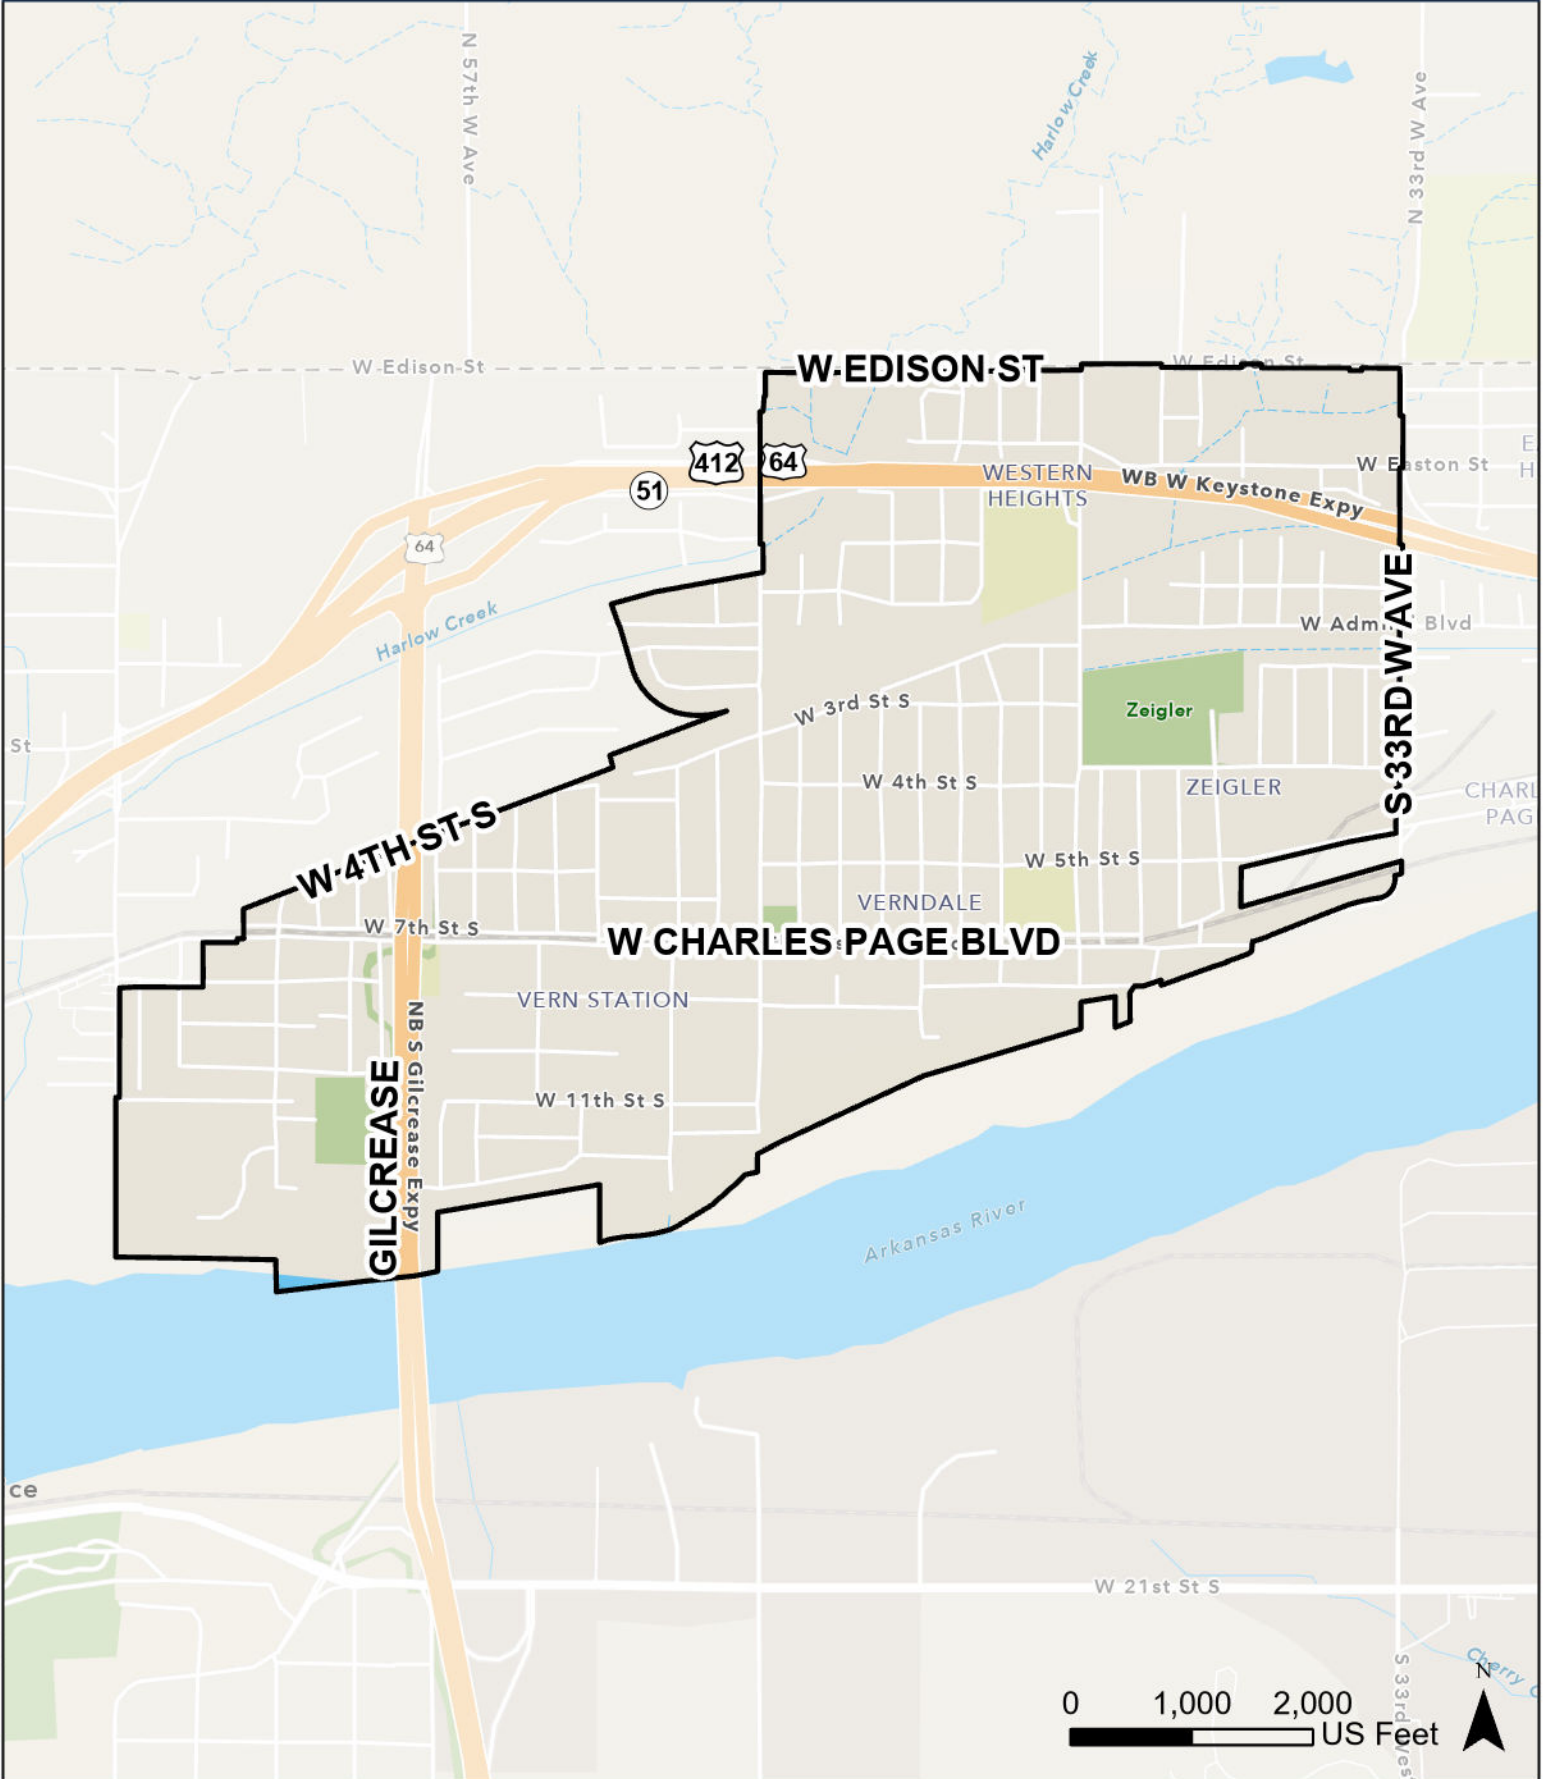 N 57th W Ave
Harlow Creek
N 33rd W Ave
W Edison St
W EDISON ST
W Edison St
412
64
51
WESTERN
HEIGHTS
WB W Keystone Expy
W Easton St
E
H
64
Harlow Creek
S 33RD W AVE
W Blvd
St
W 3rd St S
Zeigler
W 4th St S
ZEIGLER
CHARL
PAG
W 4TH ST S
W 5th St S
VERNDALE
W 7th St S
W CHARLES PAGE BLVD
VERN STATION
NB S Gilcrease Expy
GILCREASE
W 11th St S
Arkansas River
ce
W 21st St S
S 33rd Wes
Cherry C
N
0 1,000 2,000
US Feet